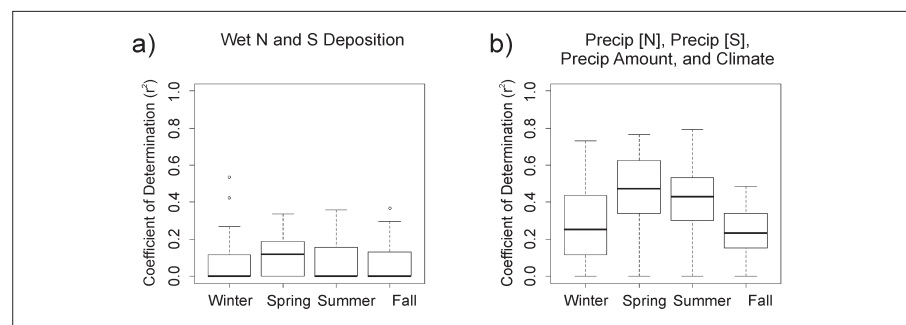 a)
Wet N and S Deposition
Coefficient of Determination (r²)
1.0
0.8
0.6
0.4
0.2
0.0
Winter Spring Summer Fall
b)
Precip [N], Precip [S],
Precip Amount, and Climate
Coefficient of Determination (r²)
1.0
0.8
0.6
0.4
0.2
0.0
Winter Spring Summer Fall